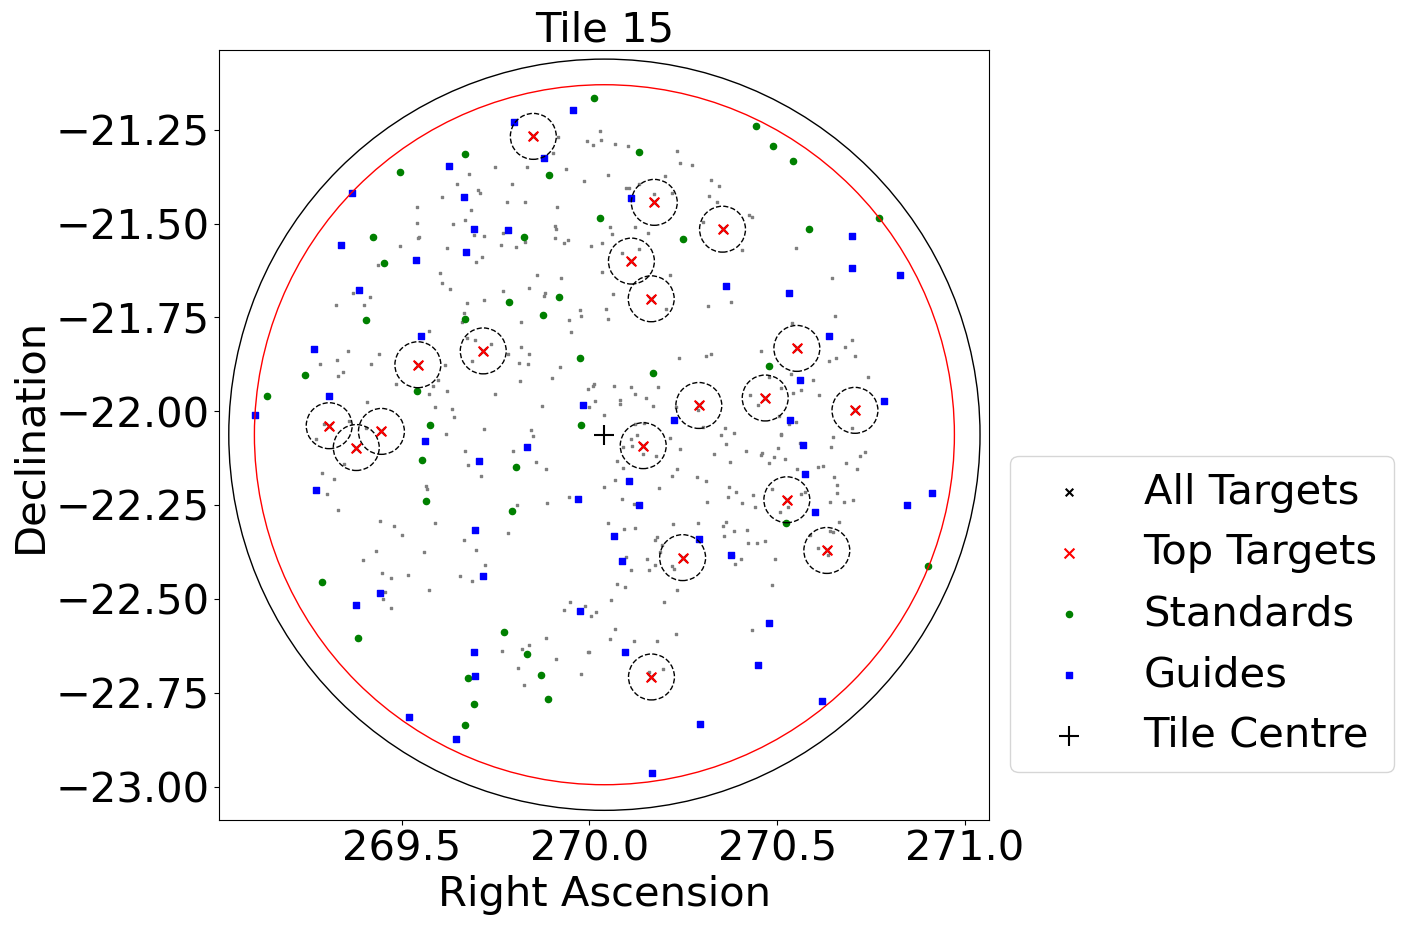 Tile 15
Declination
−21.25
−21.50
−21.75
−22.00
−22.25
−22.50
−22.75
−23.00
269.5 270.0 270.5 271.0
Right Ascension
All Targets
Top Targets
Standards
Guides
Tile Centre